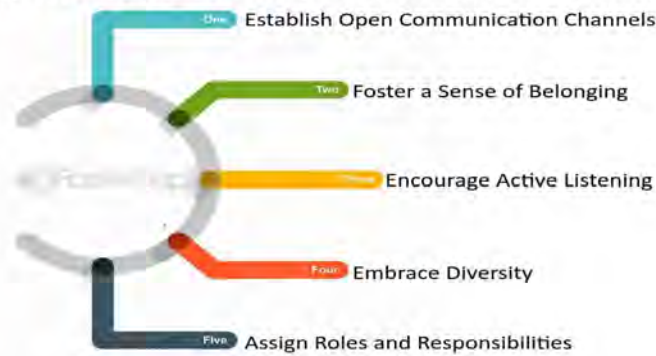 One Establish Open Communication Channels
Two Foster a Sense of Belonging
Encourage Active Listening
Four Embrace Diversity
Five Assign Roles and Responsibilities